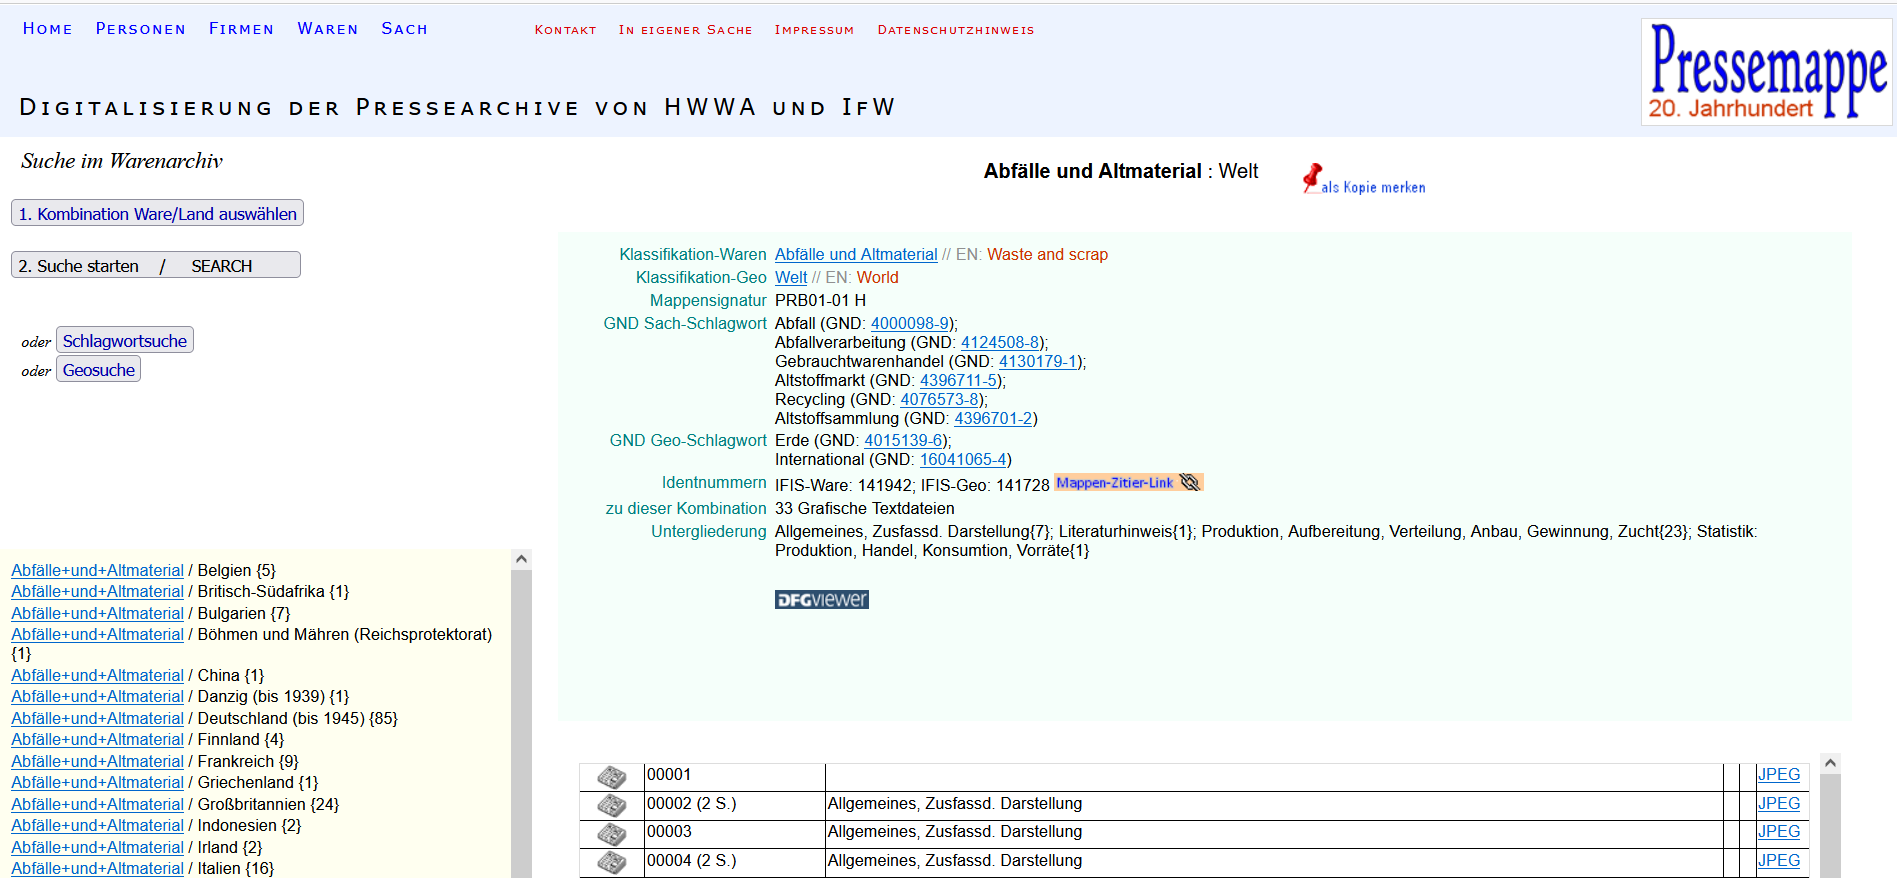 Home Personen Firmen Waren Sach Kontakt In eigener Sache Impressum Datenschutzhinweis
Pressemappe
20. Jahrhundert
Digitalisierung der Pressearchive von HWWA und IfW
Suche im Warenarchiv
1. Kombination Ware/Land auswählen
2. Suche starten / SEARCH
oder Schlagwortsuche
oder Geosuche
Abfälle+und+Altmaterial / Belgien {5}
Abfälle+und+Altmaterial / Britisch-Südafrika {1}
Abfälle+und+Altmaterial / Bulgarien {7}
Abfälle+und+Altmaterial / Böhmen und Mähren (Reichsprotektorat)
{1}
Abfälle+und+Altmaterial / China {1}
Abfälle+und+Altmaterial / Danzig (bis 1939) {1}
Abfälle+und+Altmaterial / Deutschland (bis 1945) {85}
Abfälle+und+Altmaterial / Finnland {4}
Abfälle+und+Altmaterial / Frankreich {9}
Abfälle+und+Altmaterial / Griechenland {1}
Abfälle+und+Altmaterial / Großbritannien {24}
Abfälle+und+Altmaterial / Indonesien {2}
Abfälle+und+Altmaterial / Irland {2}
Abfälle+und+Altmaterial / Italien {16}
Abfälle und Altmaterial : Welt
als Kopie merken
Klassifikation-Waren Abfälle und Altmaterial // EN: Waste and scrap
Klassifikation-Geo Welt // EN: World
Mappensignatur PRB01-01 H
GND Sach-Schlagwort Abfall (GND: 4000098-9);
Abfallverarbeitung (GND: 4124508-8);
Gebrauchtwarenhandel (GND: 4130179-1);
Altstoffmarkt (GND: 4396711-5);
Recycling (GND: 4076573-8);
Altstoffsammlung (GND: 4396701-2)
GND Geo-Schlagwort Erde (GND: 4015139-6);
International (GND: 16041065-4)
Identnummern IFIS-Ware: 141942; IFIS-Geo: 141728 Mappen-Zitier-Link
zu dieser Kombination 33 Grafische Textdateien
Untergliederung Allgemeines, Zusfassd. Darstellung{7}; Literaturhinweis{1}; Produktion, Aufbereitung, Verteilung, Anbau, Gewinnung, Zucht{23}; Statistik:
Produktion, Handel, Konsumtion, Vorräte{1}
DFGviewer
00001 JPEG
00002 (2 S.) Allgemeines, Zusfassd. Darstellung JPEG
00003 Allgemeines, Zusfassd. Darstellung JPEG
00004 (2 S.) Allgemeines, Zusfassd. Darstellung JPEG